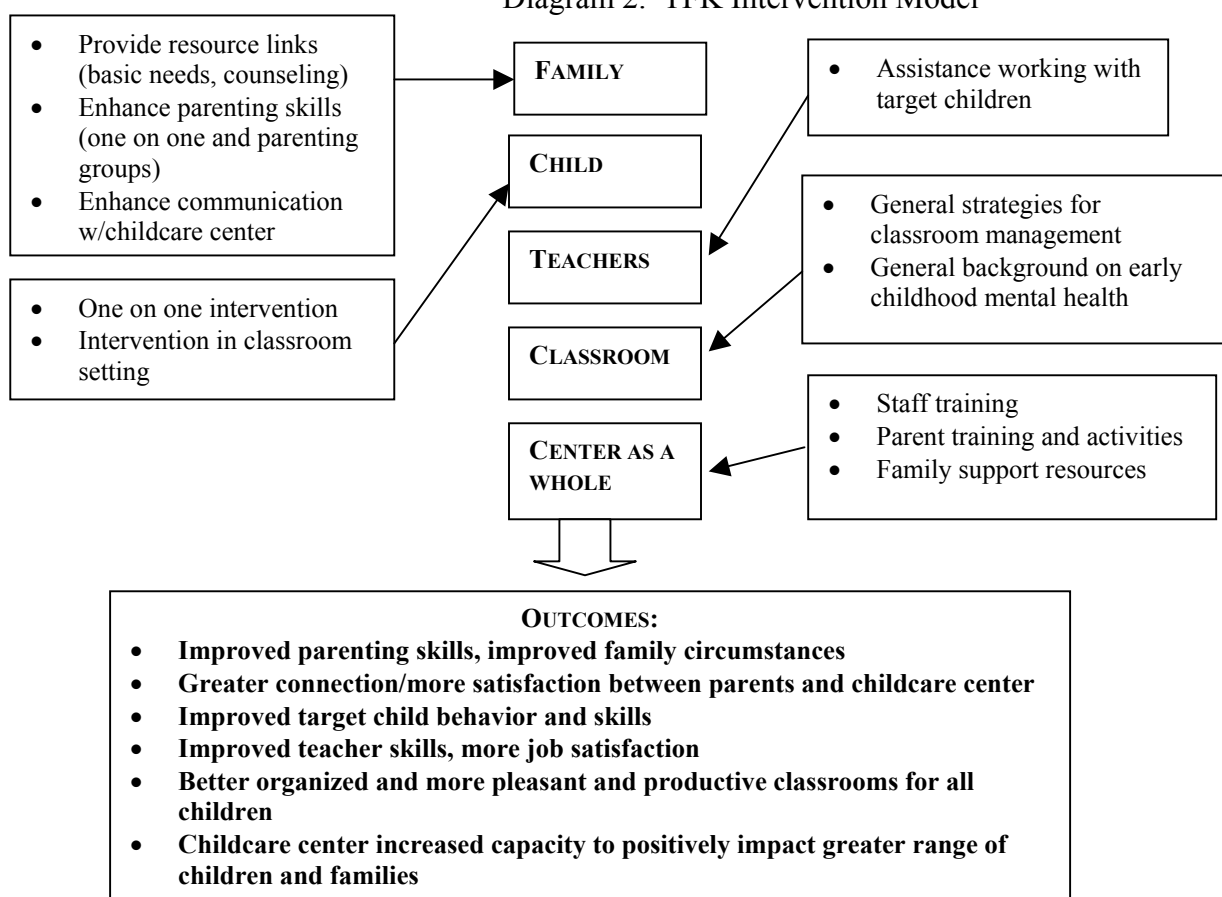 Diagram 2: TFK Intervention Model
• Provide resource links
(basic needs, counseling)
• Enhance parenting skills
(one on one and parenting
groups)
• Enhance communication
w/childcare center
• One on one intervention
• Intervention in classroom
setting
FAMILY
CHILD
TEACHERS
CLASSROOM
CENTER AS A
WHOLE
• Assistance working with
target children
• General strategies for
classroom management
• General background on early
childhood mental health
• Staff training
• Parent training and activities
• Family support resources
OUTCOMES:
• Improved parenting skills, improved family circumstances
• Greater connection/more satisfaction between parents and childcare center
• Improved target child behavior and skills
• Improved teacher skills, more job satisfaction
• Better organized and more pleasant and productive classrooms for all
children
• Childcare center increased capacity to positively impact greater range of
children and families